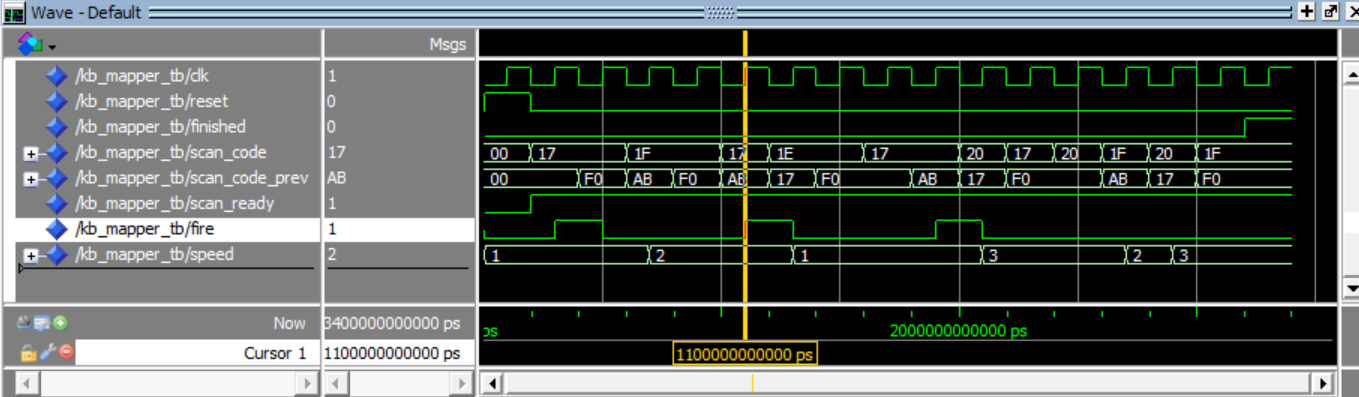 Wave - Default
Msgs
/kb_mapper_tb/clk 1
/kb_mapper_tb/reset 0
/kb_mapper_tb/finished 0
/kb_mapper_tb/scan_code 17 00 17 1F 17 1E 17 20 17 20 1F 20 1F
/kb_mapper_tb/scan_code_prev AB 00 F0 AB F0 AB 17 F0 AB 17 F0 AB 17 F0
/kb_mapper_tb/scan_ready 1
/kb_mapper_tb/fire 1
/kb_mapper_tb/speed 2 1 2 1 3 2 3
Now 3400000000000 ps ps 2000000000000 ps
Cursor 1 1100000000000 ps 1100000000000 ps